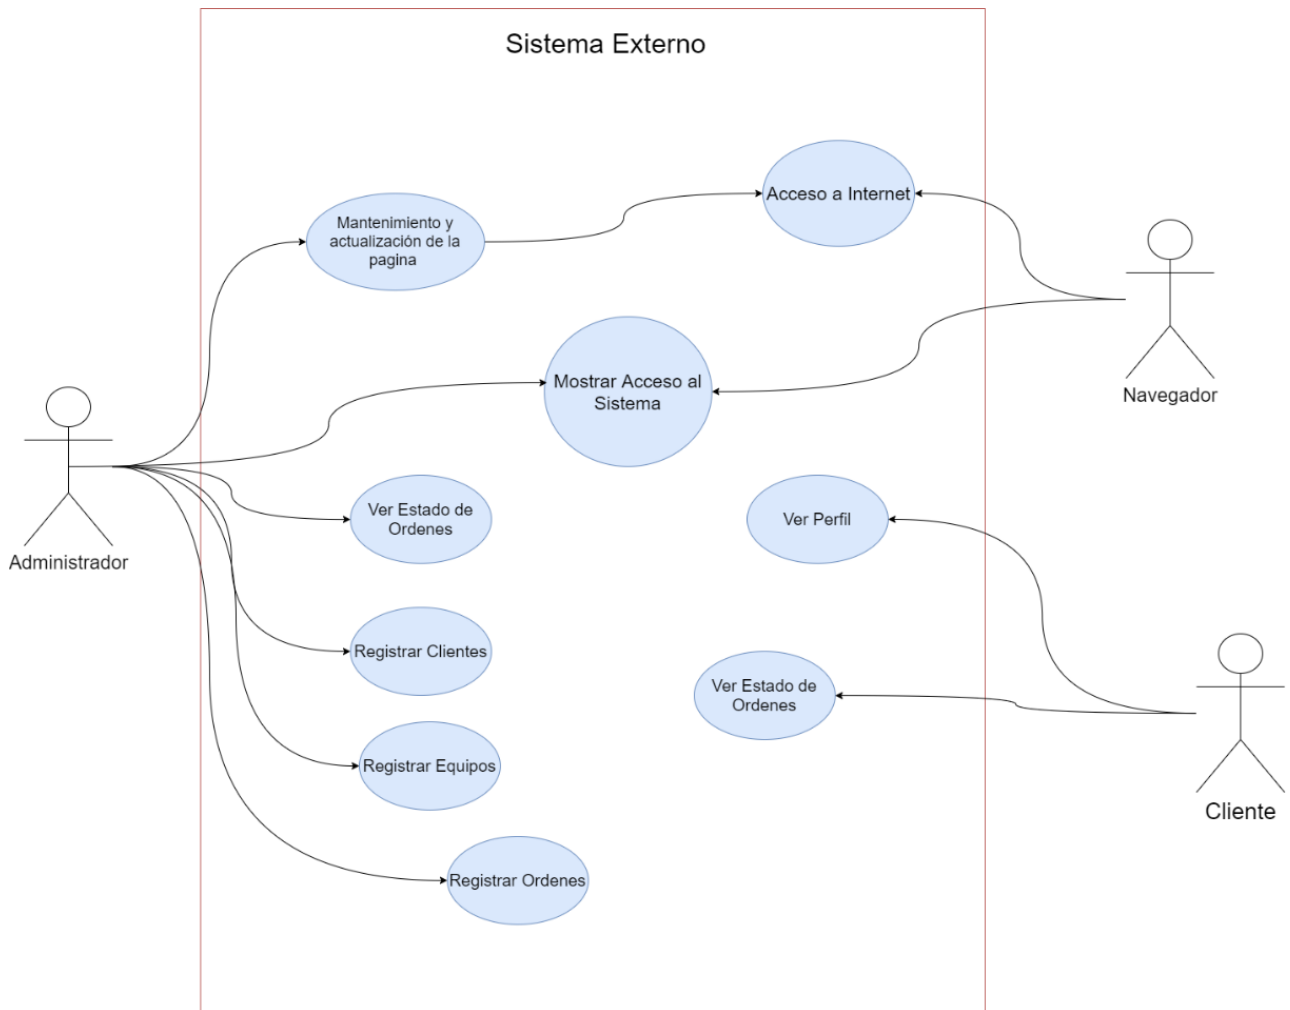 Sistema Externo
Acceso a Internet
Mantenimiento y
actualización de la
pagina
Navegador
Mostrar Acceso al
Sistema
Administrador
Ver Estado de
Ordenes
Ver Perfil
Registrar Clientes
Ver Estado de
Ordenes
Registrar Equipos
Cliente
Registrar Ordenes